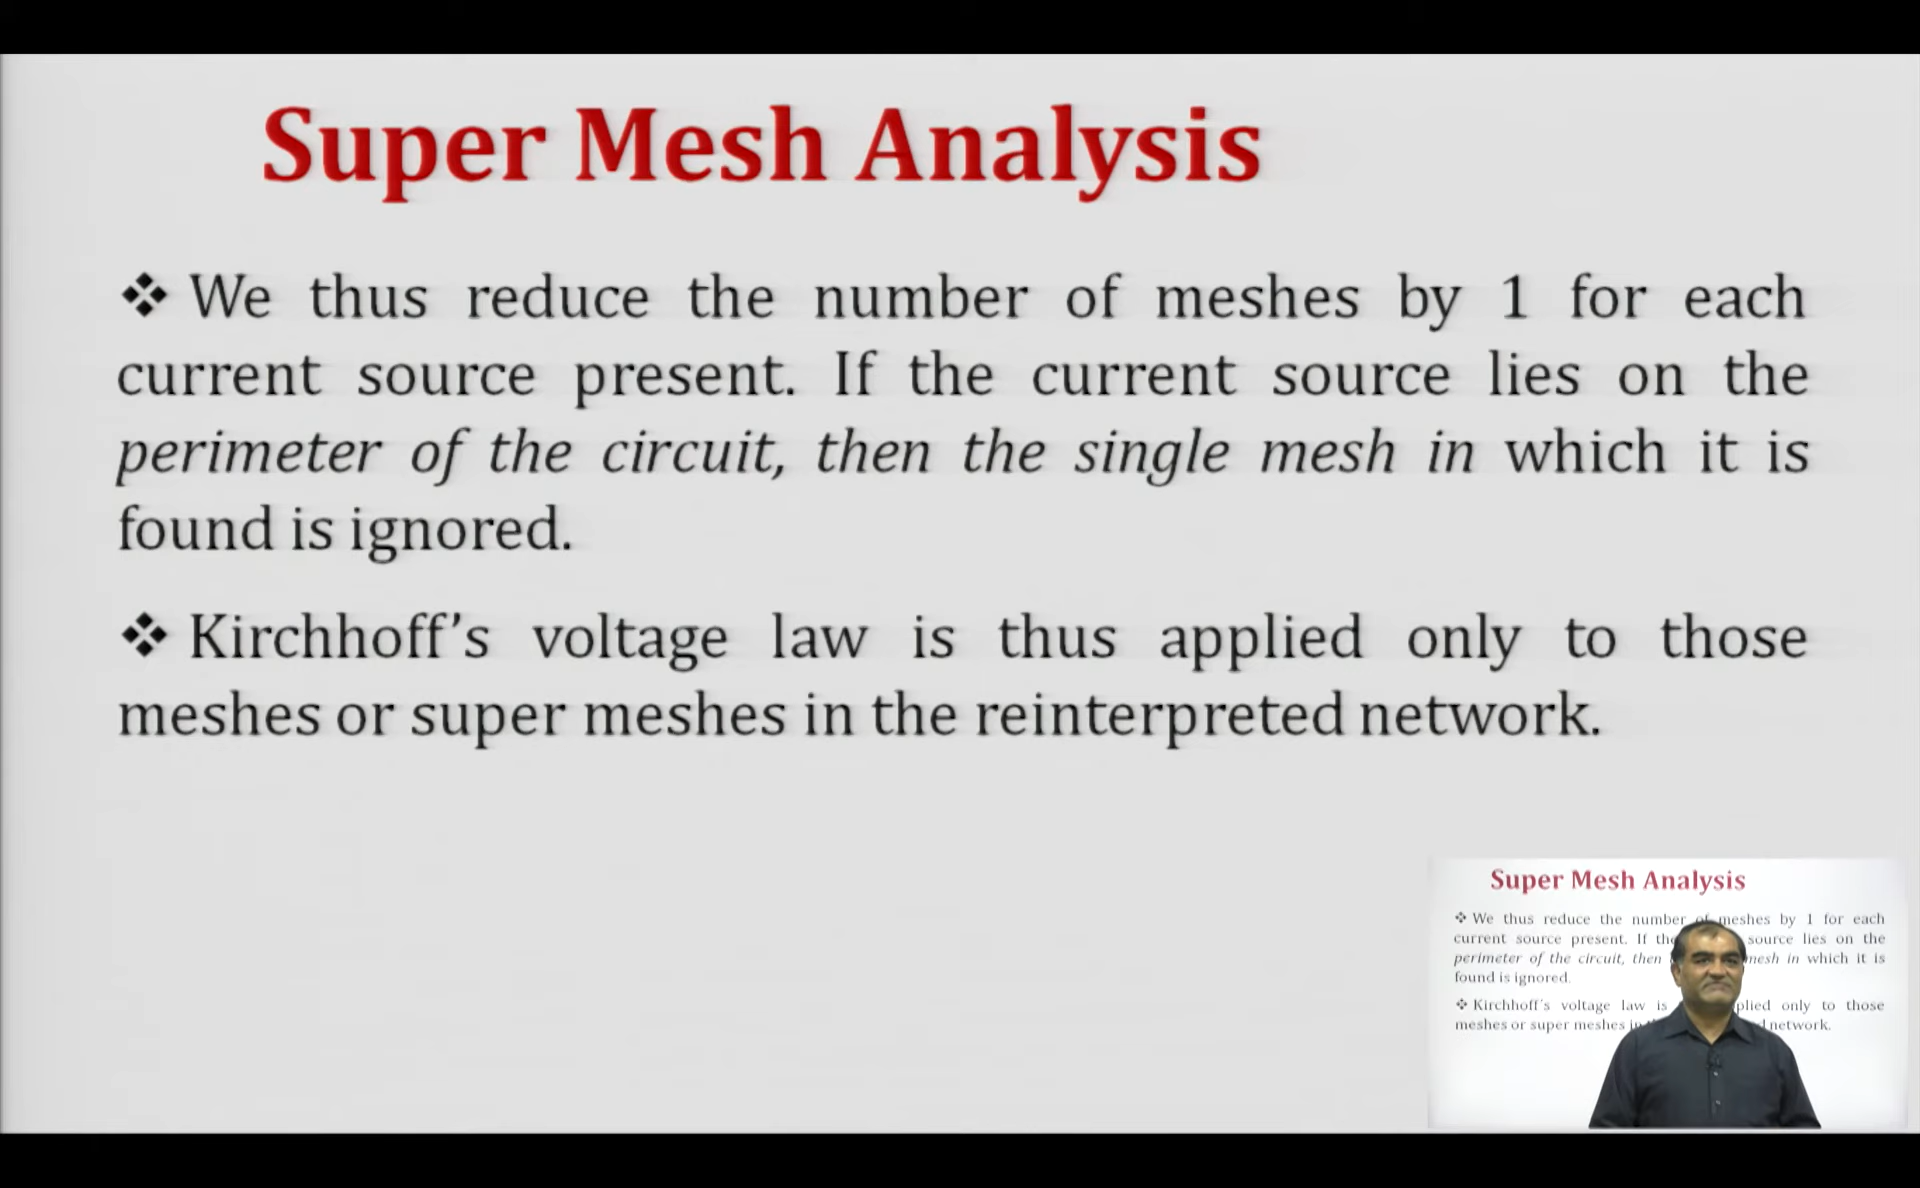 Super Mesh Analysis
❖ We thus reduce the number of meshes by 1 for each
current source present. If the current source lies on the
perimeter of the circuit, then the single mesh in which it is
found is ignored.
❖ Kirchhoff’s voltage law is thus applied only to those
meshes or super meshes in the reinterpreted network.
Super Mesh Analysis
❖ We thus reduce the number of meshes by 1 for each
current source present. If the source lies on the
perimeter of the circuit, then mesh in which it is
found is ignored.
❖ Kirchhoff’s voltage law is plied only to those
meshes or super meshes in network.